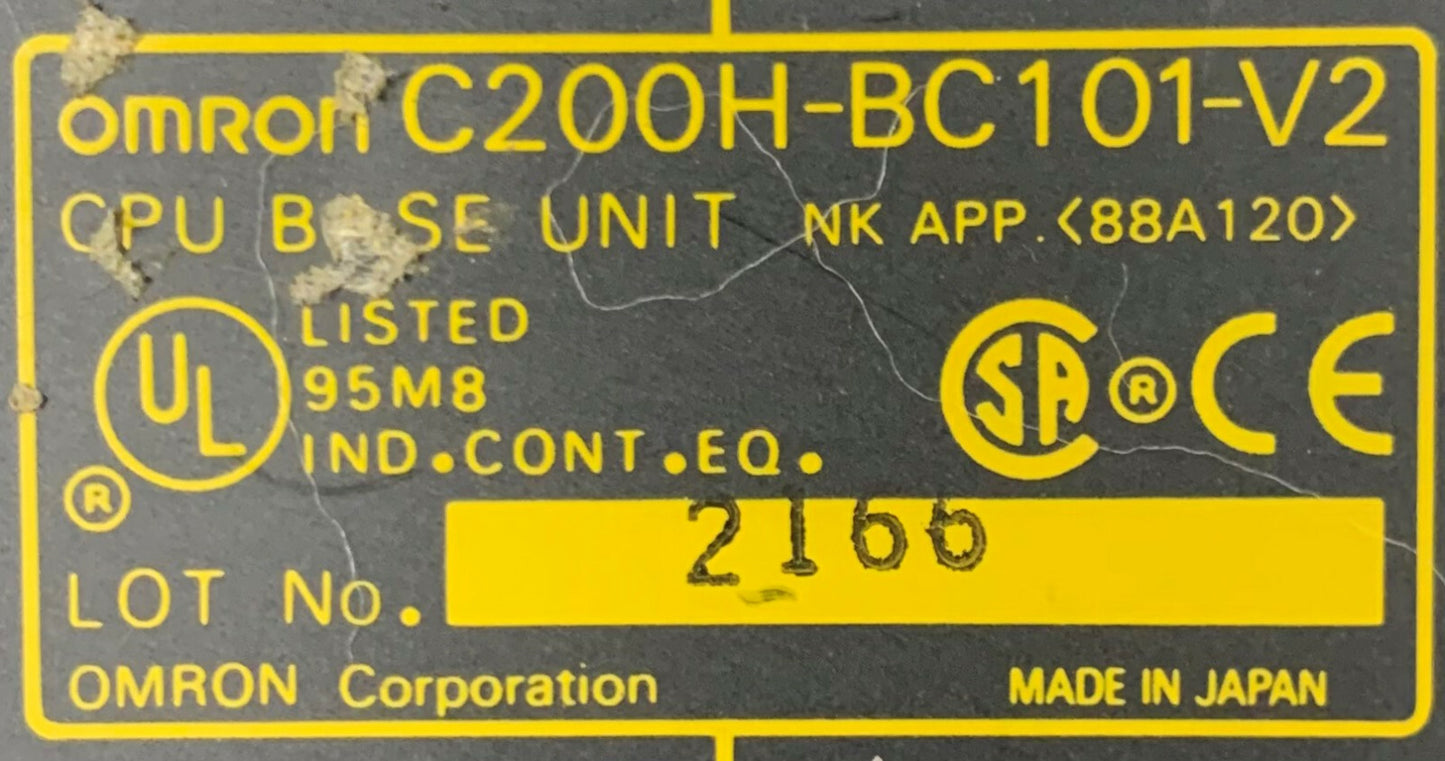 omron C200H-BC101-V2
CPU BASE UNIT NK APP.<88A120>
UL LISTED
95M8
IND.CONT.EQ.
®
SA ® CE
LOT No. 2166
OMRON Corporation MADE IN JAPAN